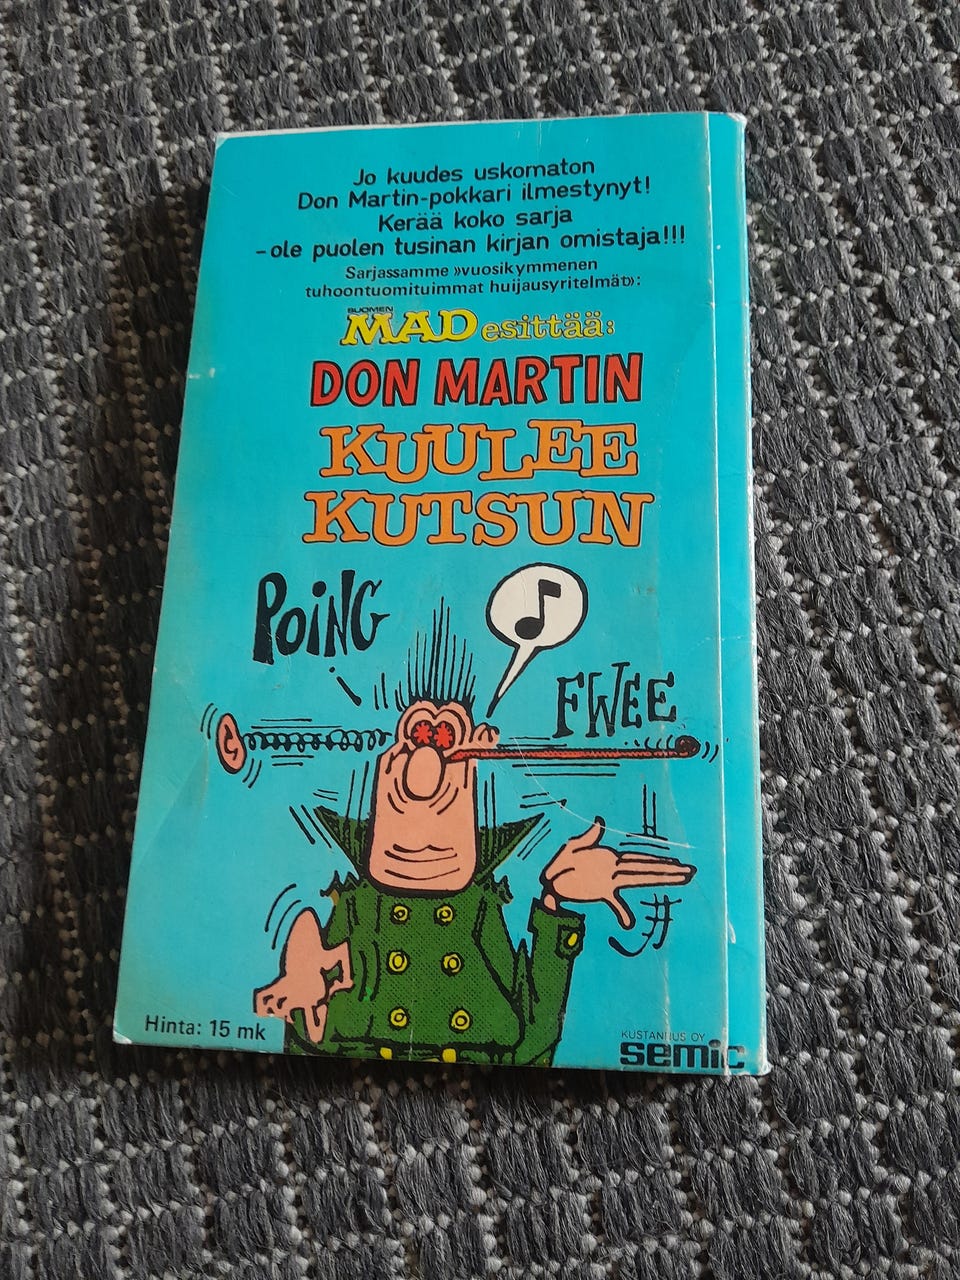 Jo kuudes uskomaton
Don Martin-pokkari ilmestynyt!
Kerää koko sarja
-ole puolen tusinan kirjan omistaja!!!
Sarjassamme »vuosikymmenen
tuhoontuomituimmat huijausyritelmät»:
SUOMEN
MAD esittää:
DON MARTIN
KUULEE
KUTSUN
POiNG
FWEE
Hinta: 15 mk
KUSTANNUS OY
semic